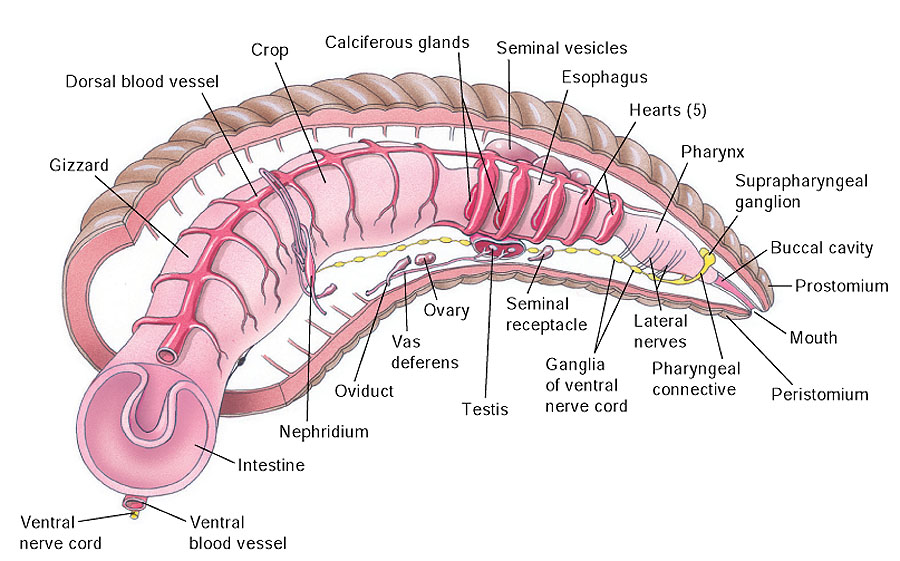 Calciferous glands
Seminal vesicles
Crop
Esophagus
Dorsal blood vessel
Hearts (5)
Pharynx
Gizzard
Suprapharyngeal
ganglion
Buccal cavity
Prostomium
Ovary
Seminal
receptacle
Lateral
nerves
Mouth
Vas
deferens
Ganglia
of ventral
nerve cord
Pharyngeal
connective
Oviduct
Peristomium
Testis
Nephridium
Intestine
Ventral
nerve cord
Ventral
blood vessel